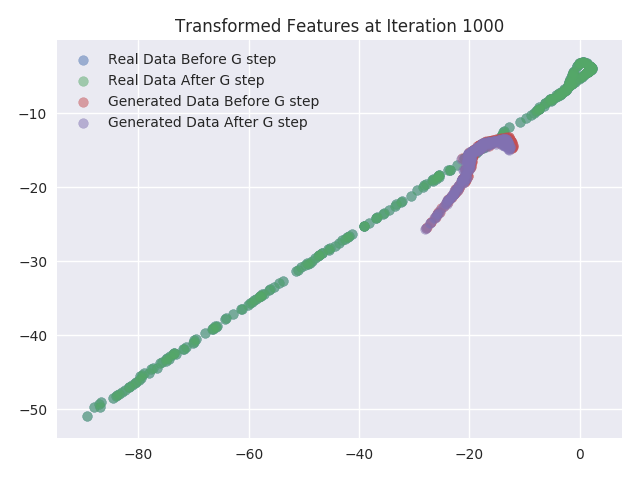 Transformed Features at Iteration 1000
Real Data Before G step
Real Data After G step
Generated Data Before G step
Generated Data After G step
−10
−20
−30
−40
−50
−80 −60 −40 −20 0